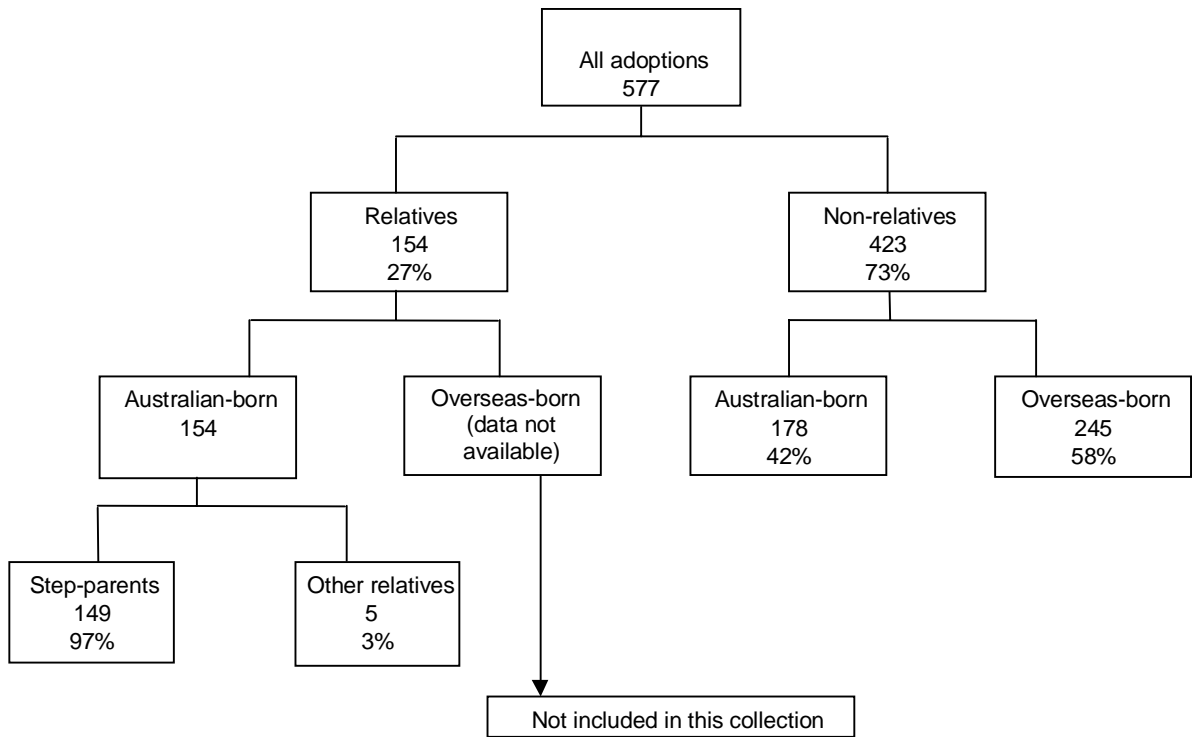 All adoptions
577
Relatives
154
27%
Non-relatives
423
73%
Australian-born
154
Overseas-born
(data not
available)
Australian-born
178
42%
Overseas-born
245
58%
Step-parents
149
97%
Other relatives
5
3%
Not included in this collection